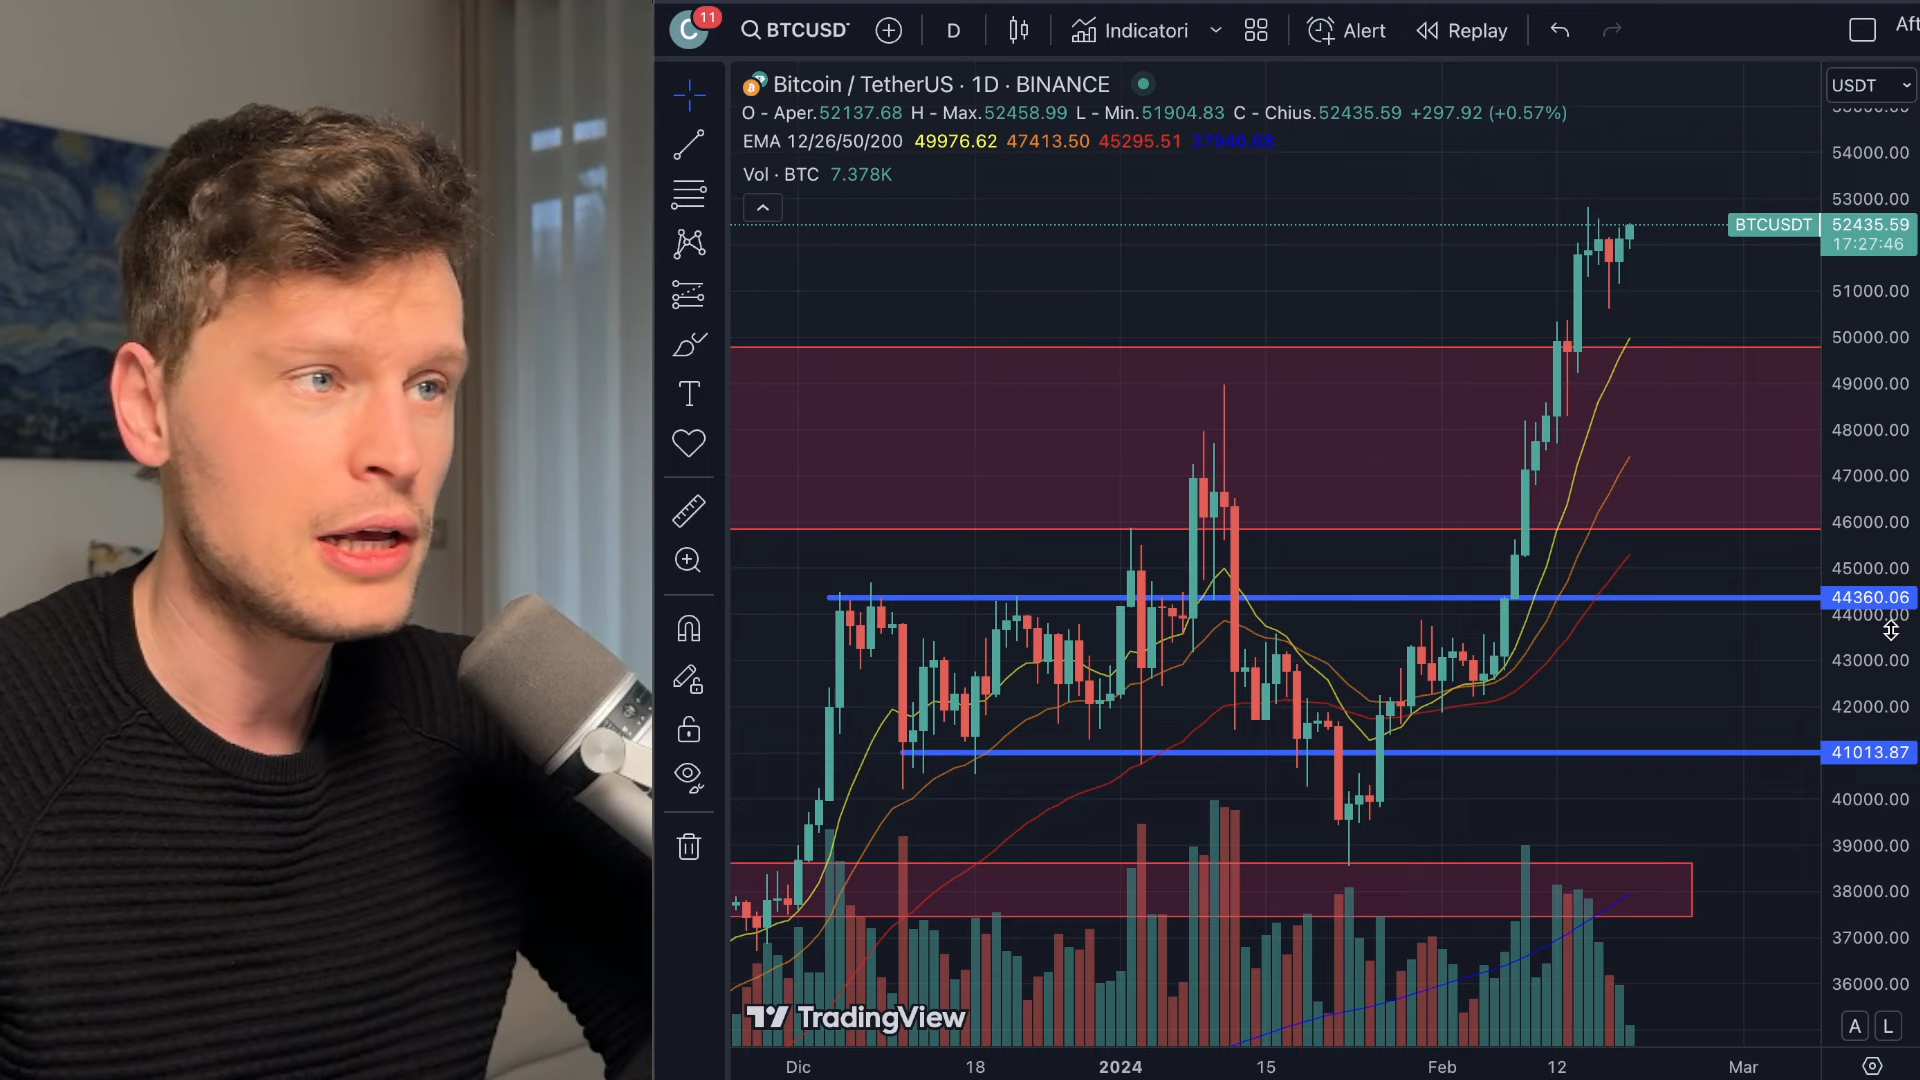 C 11 BTCUSD D Indicatori Alert Replay
Bitcoin / TetherUS · 1D · BINANCE
USDT
O - Aper.52137.68 H - Max.52458.99 L - Min.51904.83 C - Chius.52435.59 +297.92 (+0.57%)
EMA 12/26/50/200 49976.62 47413.50 45295.51
Vol · BTC 7.378K
54000.00
53000.00
BTCUSDT 52435.59
17:27:46
51000.00
50000.00
49000.00
48000.00
47000.00
46000.00
45000.00
44360.06
44000.00
43000.00
42000.00
41013.87
40000.00
39000.00
38000.00
37000.00
36000.00
TradingView
A L
Dic 18 2024 15 Feb 12 Mar